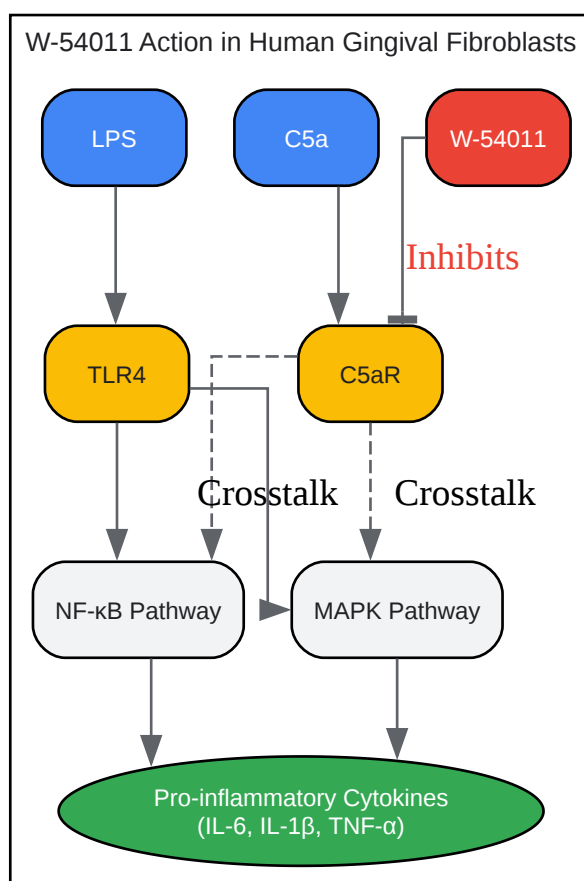 W-54011 Action in Human Gingival Fibroblasts
LPS
C5a
W-54011
Inhibits
TLR4
C5aR
Crosstalk
Crosstalk
NF-κB Pathway
MAPK Pathway
Pro-inflammatory Cytokines
(IL-6, IL-1β, TNF-α)